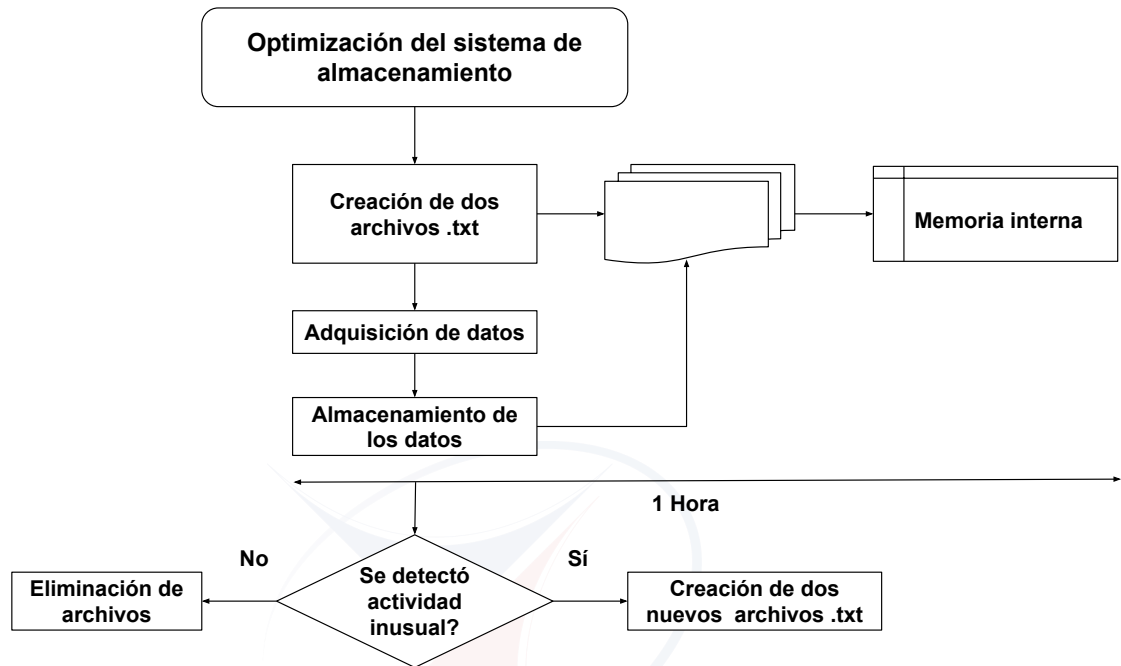 Optimización del sistema de
almacenamiento
Creación de dos
archivos .txt
Memoria interna
Adquisición de datos
Almacenamiento de
los datos
1 Hora
No
Sí
Eliminación de
archivos
Se detectó
actividad
inusual?
Creación de dos
nuevos archivos .txt